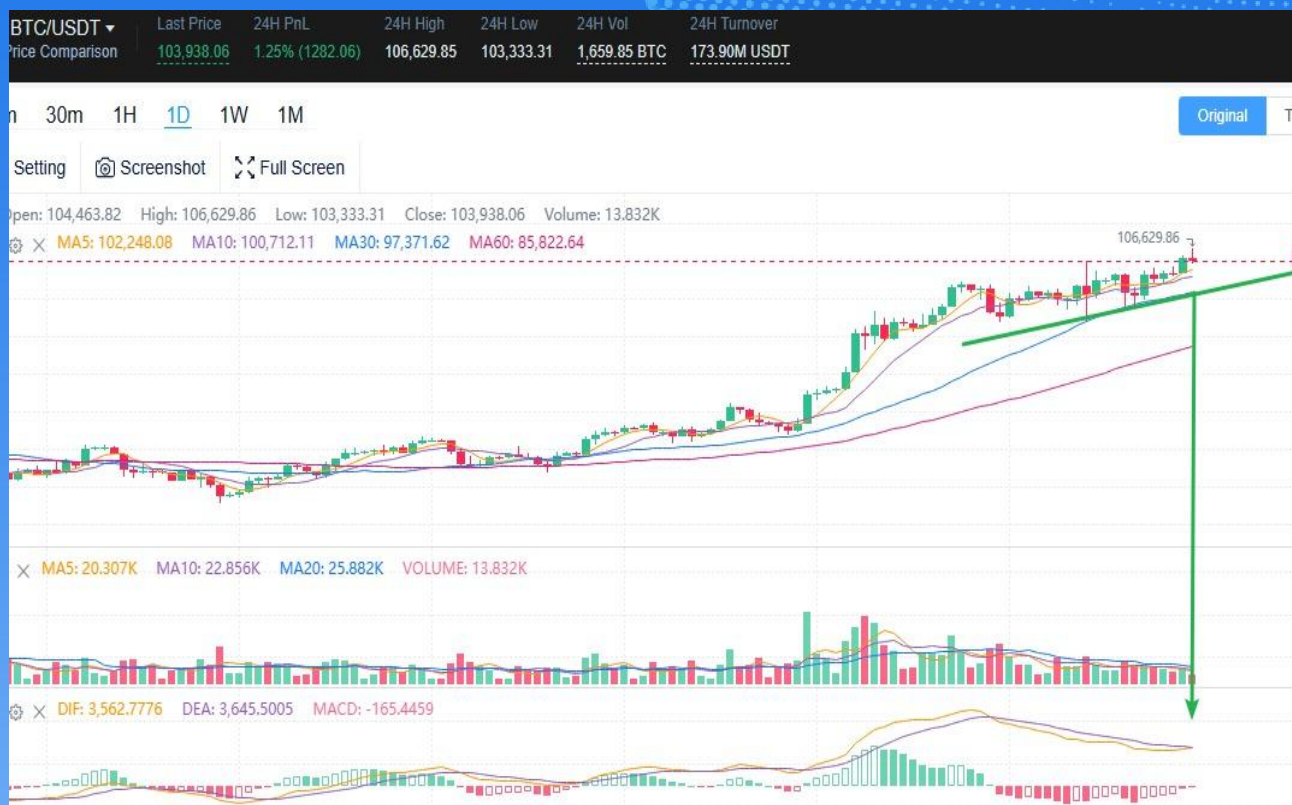 BTC/USDT Last Price 24H PnL 24H High 24H Low 24H Vol 24H Turnover
Price Comparison 103,938.06 1.25% (1282.06) 106,629.85 103,333.31 1,659.85 BTC 173.90M USDT
30m 1H 1D 1W 1M Original
Setting Screenshot Full Screen
Open: 104,463.82 High: 106,629.86 Low: 103,333.31 Close: 103,938.06 Volume: 13.832K
MA5: 102,248.08 MA10: 100,712.11 MA30: 97,371.62 MA60: 85,822.64
106,629.86
MA5: 20.307K MA10: 22.856K MA20: 25.882K VOLUME: 13.832K
DIF: 3,562.7776 DEA: 3,645.5005 MACD: -165.4459